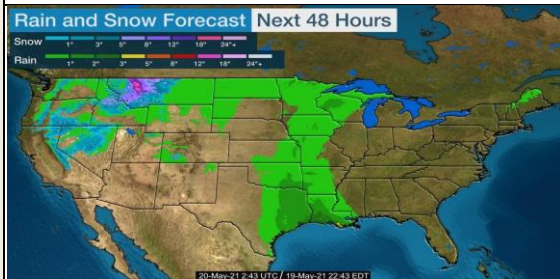 Rain and Snow Forecast Next 48 Hours
Snow
1" 3" 5" 8" 12" 18" 24"+
Rain
1" 2" 3" 5" 8" 12" 18" 24"+
20-May-21 2:43 UTC / 19-May-21 22:43 EDT